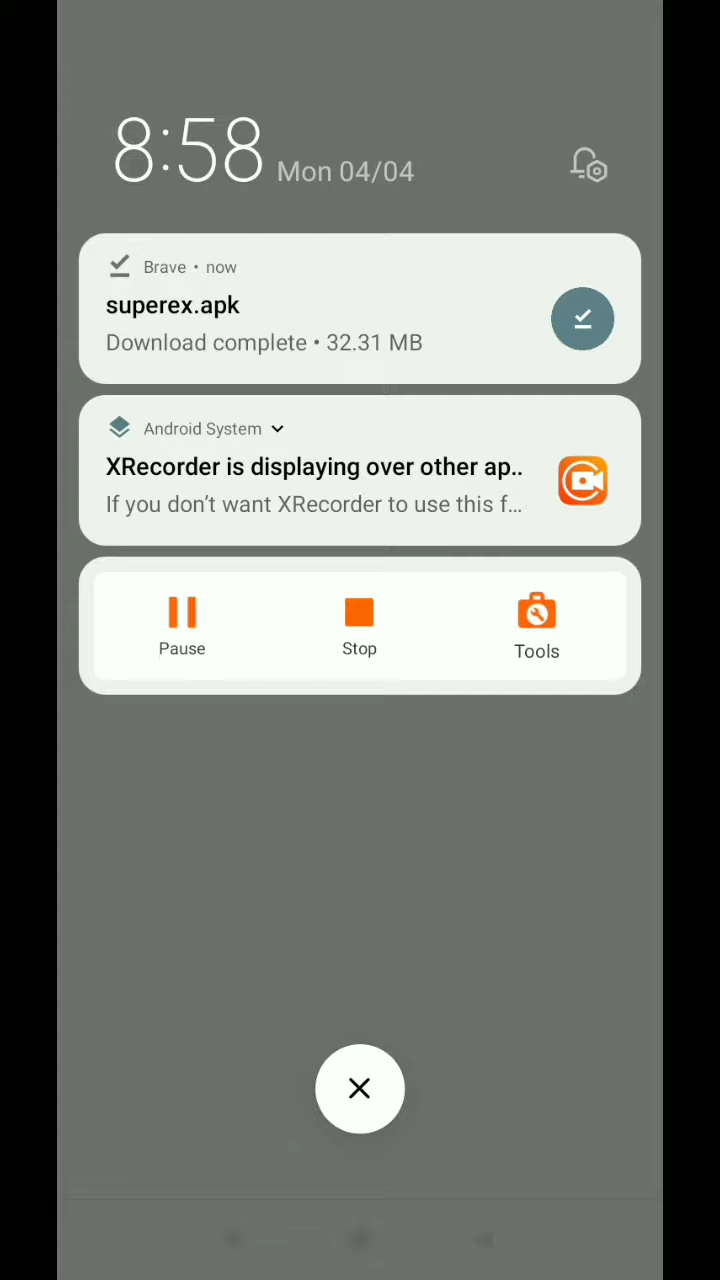 8:58 Mon 04/04
Brave • now
superex.apk
Download complete • 32.31 MB
Android System
XRecorder is displaying over other ap..
If you don’t want XRecorder to use this f...
Pause Stop Tools